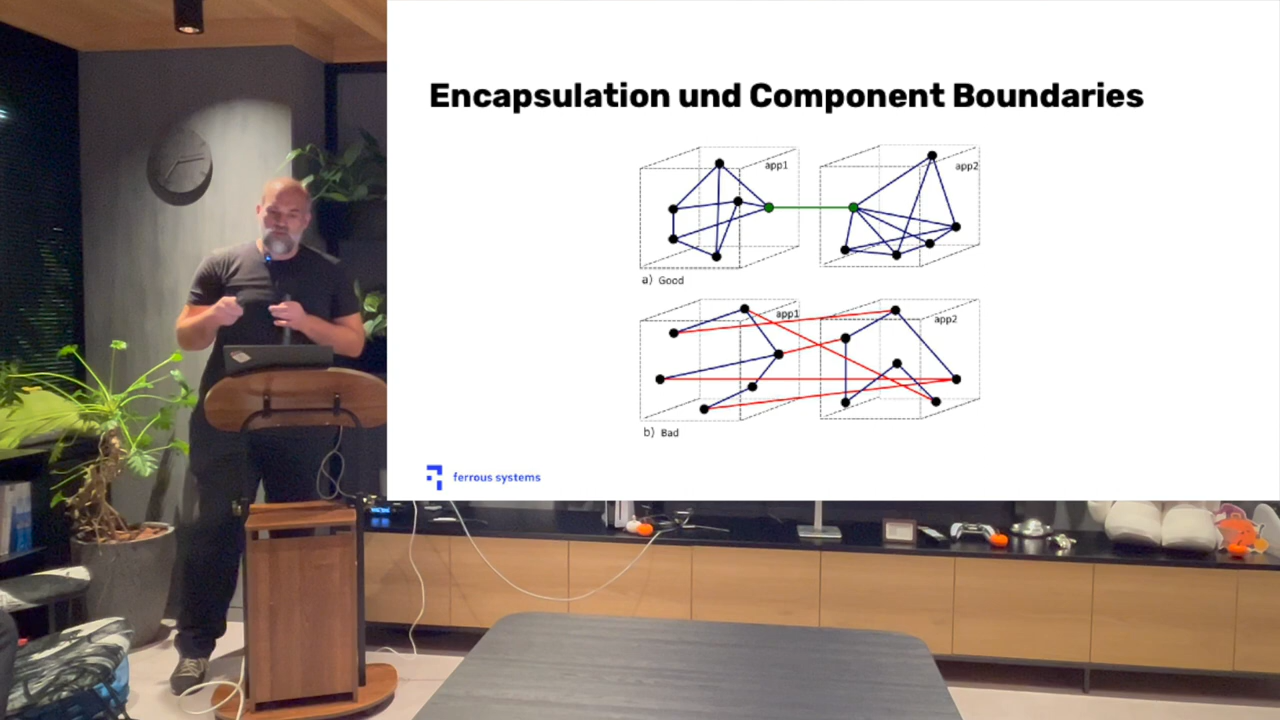 Encapsulation und Component Boundaries
app1
app2
a) Good
app1
app2
b) Bad
ferrous systems